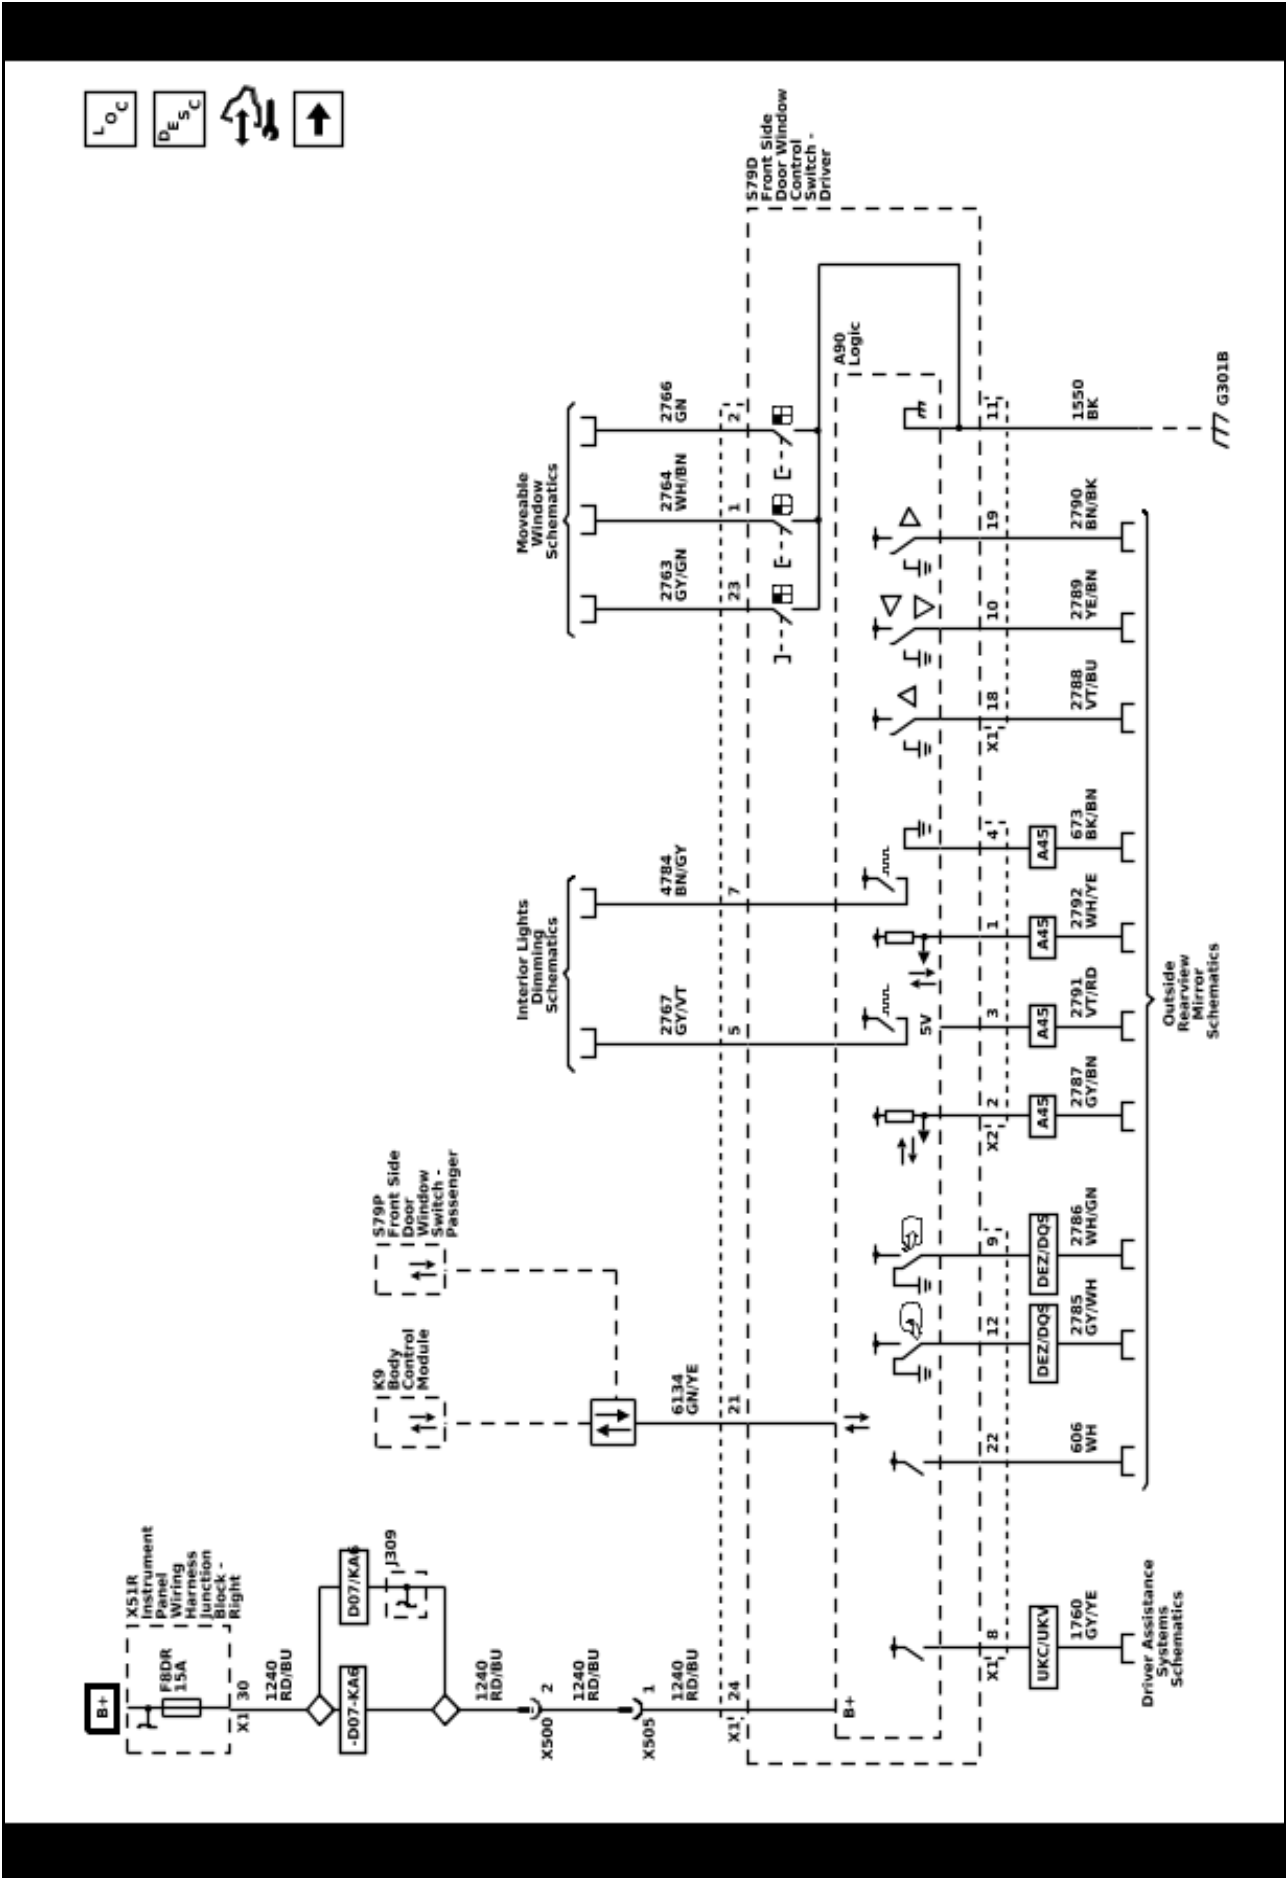 L O C
D E S C
X51R
Instrument
Panel
Wiring
Harness
Junction
Block -
Right
B+
F8DR
15A
X1 30
1240
RD/BU
-D07-KA6
D07/KA6
J309
1240
RD/BU
X500 2
1240
RD/BU
X505 1
1240
RD/BU
X1 24
B+
K9
Body
Control
Module
S79P
Front Side
Door
Window
Switch -
Passenger
6134
GN/YE
21
Interior Lights
Dimming
Schematics
2767
GY/VT
5
4784
BN/GY
7
Moveable
Window
Schematics
2763
GY/GN
23
2764
WH/BN
1
2766
GN
2
S79D
Front Side
Door Window
Control
Switch -
Driver
A90
Logic
5V
X1 8
UKC/UKV
1760
GY/YE
Driver Assistance
Systems
Schematics
22
606
WH
12
DEZ/DQS
2785
GY/WH
9
DEZ/DQS
2786
WH/GN
X2 2
A45
2787
GY/BN
3
A45
2791
VT/RD
1
A45
2792
WH/YE
4
A45
673
BK/BN
X1 18
2788
VT/BU
10
2789
YE/BN
19
2790
BN/BK
11
1550
BK
G301B
Outside
Rearview
Mirror
Schematics